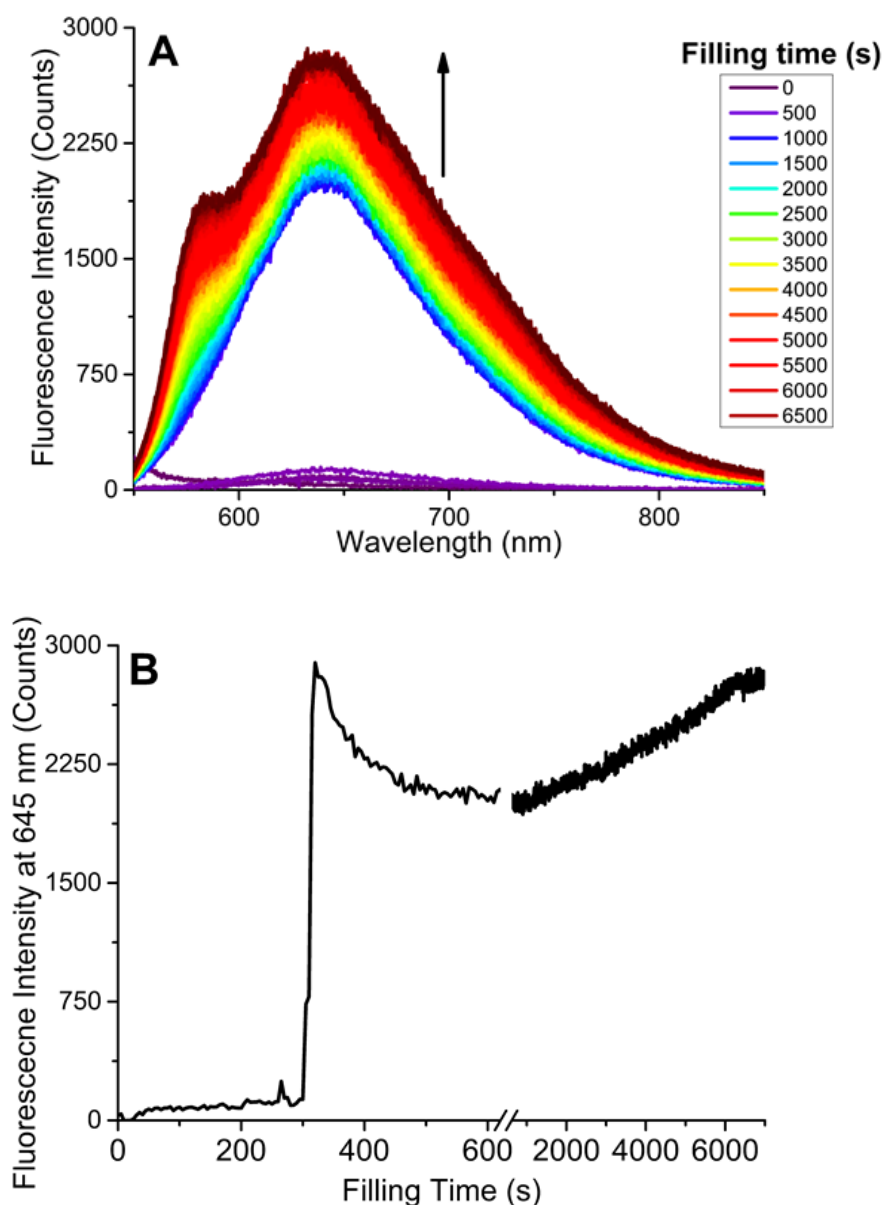 A
Filling time (s)
0
500
1000
1500
2000
2500
3000
3500
4000
4500
5000
5500
6000
6500
3000
2250
1500
750
0
Fluorescence Intensity (Counts)
600 700 800
Wavelength (nm)
B
3000
2250
1500
750
0
Fluorescecne Intensity at 645 nm (Counts)
0 200 400 600 2000 4000 6000
Filling Time (s)